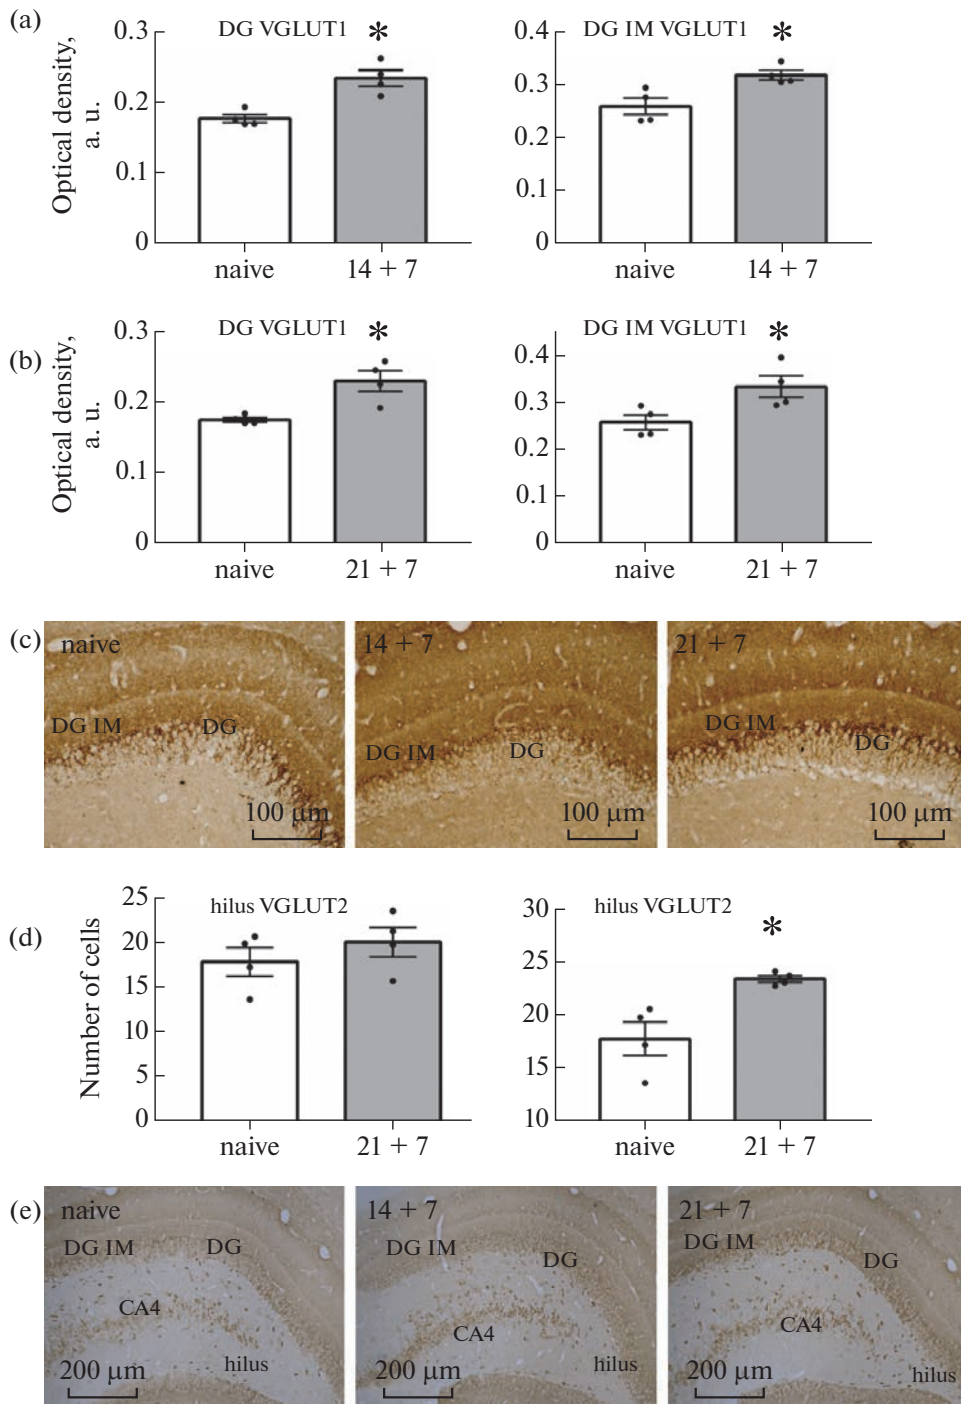 (a)
DG VGLUT1
*
Optical density,
a. u.
0.3
0.2
0.1
0
naive
14 + 7
DG IM VGLUT1
*
0.4
0.3
0.2
0.1
0
naive
14 + 7
(b)
DG VGLUT1
*
Optical density,
a. u.
0.3
0.2
0.1
0
naive
21 + 7
DG IM VGLUT1
*
0.4
0.3
0.2
0.1
0
naive
21 + 7
(c)
naive
DG IM
DG
100 µm
14 + 7
DG IM
DG
100 µm
21 + 7
DG IM
DG
100 µm
(d)
hilus VGLUT2
Number of cells
25
20
15
10
5
0
naive
21 + 7
hilus VGLUT2
*
30
25
20
15
10
naive
21 + 7
(e)
naive
DG IM
DG
CA4
200 µm
hilus
14 + 7
DG IM
DG
CA4
200 µm
hilus
21 + 7
DG IM
DG
CA4
200 µm
hilus